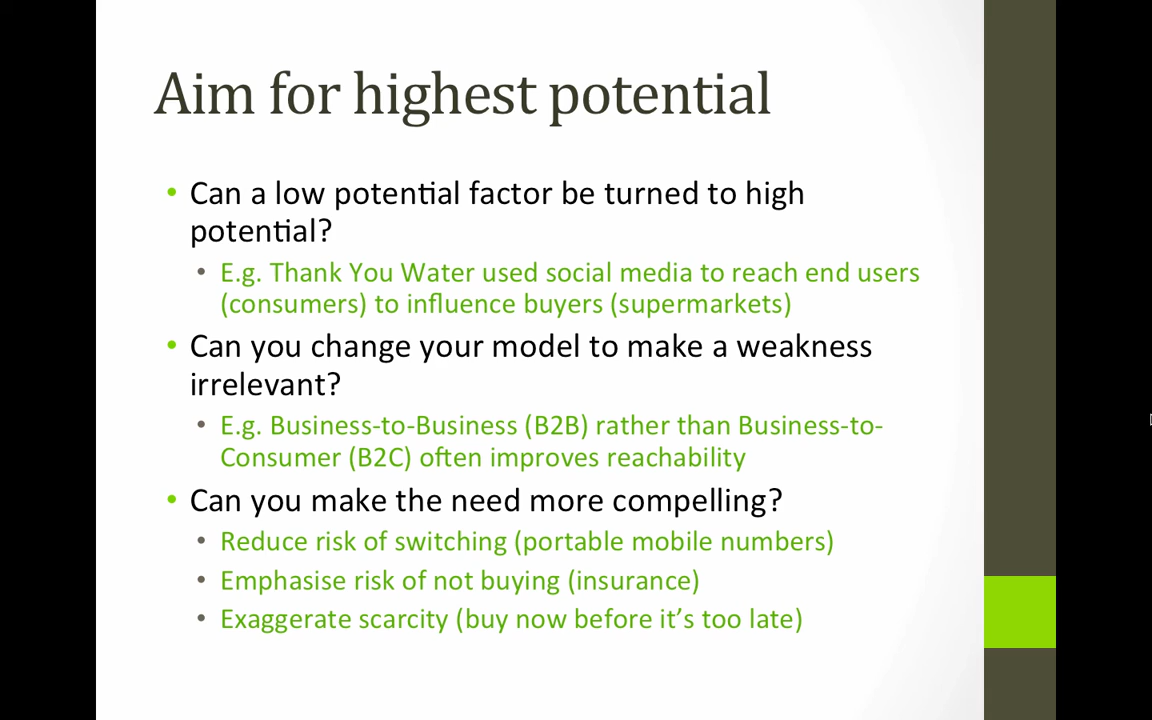 Aim for highest potential
• Can a low potential factor be turned to high
potential?
• E.g. Thank You Water used social media to reach end users
(consumers) to influence buyers (supermarkets)
• Can you change your model to make a weakness
irrelevant?
• E.g. Business-to-Business (B2B) rather than Business-to-
Consumer (B2C) often improves reachability
• Can you make the need more compelling?
• Reduce risk of switching (portable mobile numbers)
• Emphasise risk of not buying (insurance)
• Exaggerate scarcity (buy now before it’s too late)